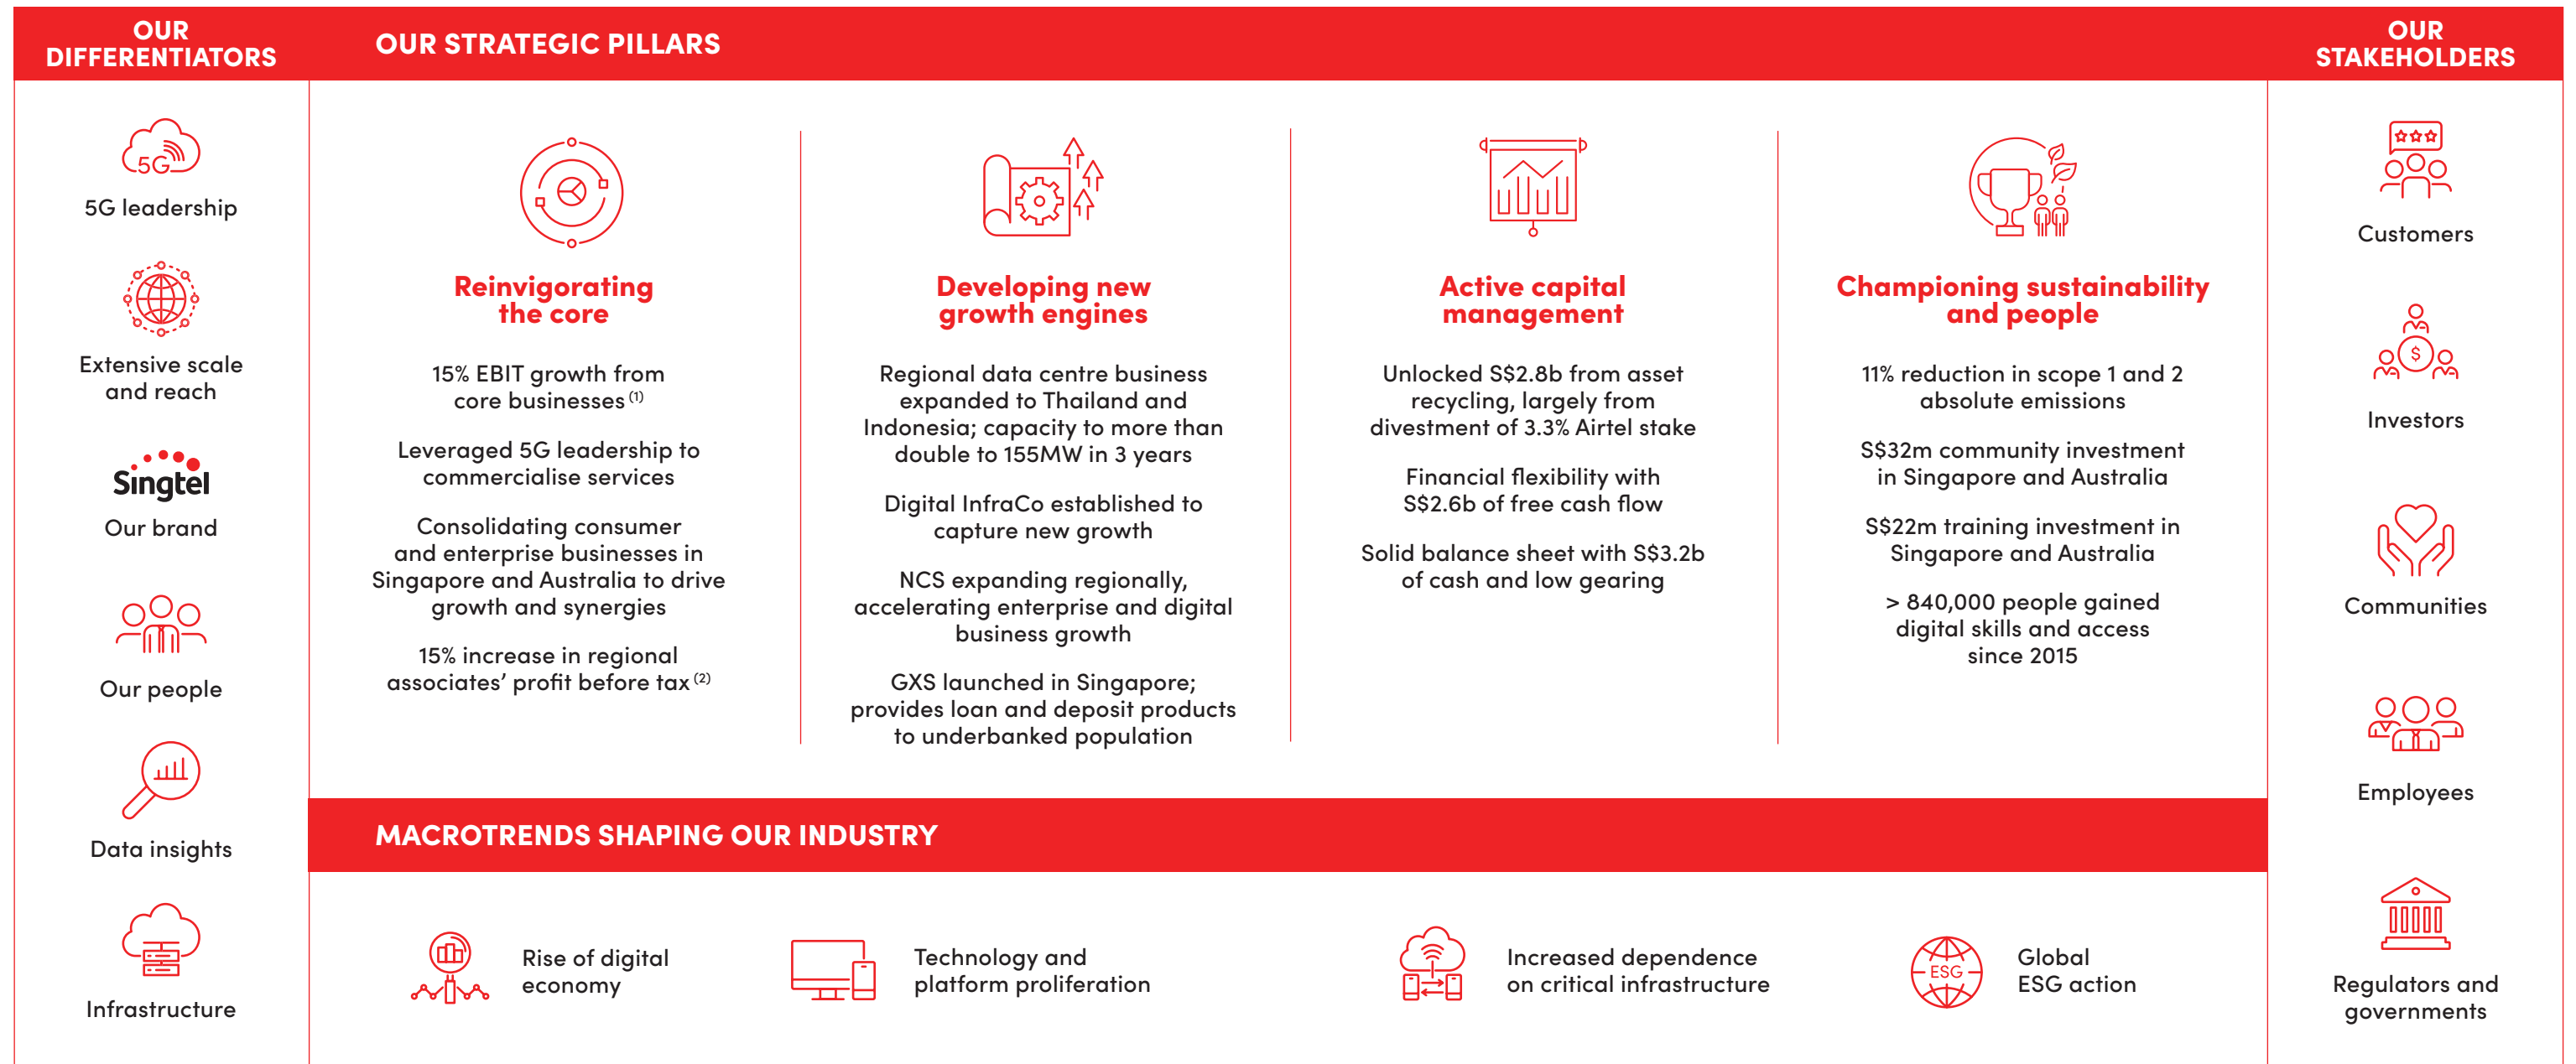 OUR
DIFFERENTIATORS
5G
5G leadership
Extensive scale
and reach
Singtel
Our brand
Our people
Data insights
Infrastructure
OUR STRATEGIC PILLARS
Reinvigorating
the core
15% EBIT growth from
core businesses (1)
Leveraged 5G leadership to
commercialise services
Consolidating consumer
and enterprise businesses in
Singapore and Australia to drive
growth and synergies
15% increase in regional
associates’ profit before tax (2)
Developing new
growth engines
Regional data centre business
expanded to Thailand and
Indonesia; capacity to more than
double to 155MW in 3 years
Digital InfraCo established to
capture new growth
NCS expanding regionally,
accelerating enterprise and digital
business growth
GXS launched in Singapore;
provides loan and deposit products
to underbanked population
Active capital
management
Unlocked S$2.8b from asset
recycling, largely from
divestment of 3.3% Airtel stake
Financial flexibility with
S$2.6b of free cash flow
Solid balance sheet with S$3.2b
of cash and low gearing
Championing sustainability
and people
11% reduction in scope 1 and 2
absolute emissions
S$32m community investment
in Singapore and Australia
S$22m training investment in
Singapore and Australia
> 840,000 people gained
digital skills and access
since 2015
MACROTRENDS SHAPING OUR INDUSTRY
Rise of digital
economy
Technology and
platform proliferation
Increased dependence
on critical infrastructure
ESG
Global
ESG action
OUR
STAKEHOLDERS
Customers
$
Investors
Communities
Employees
Regulators and
governments